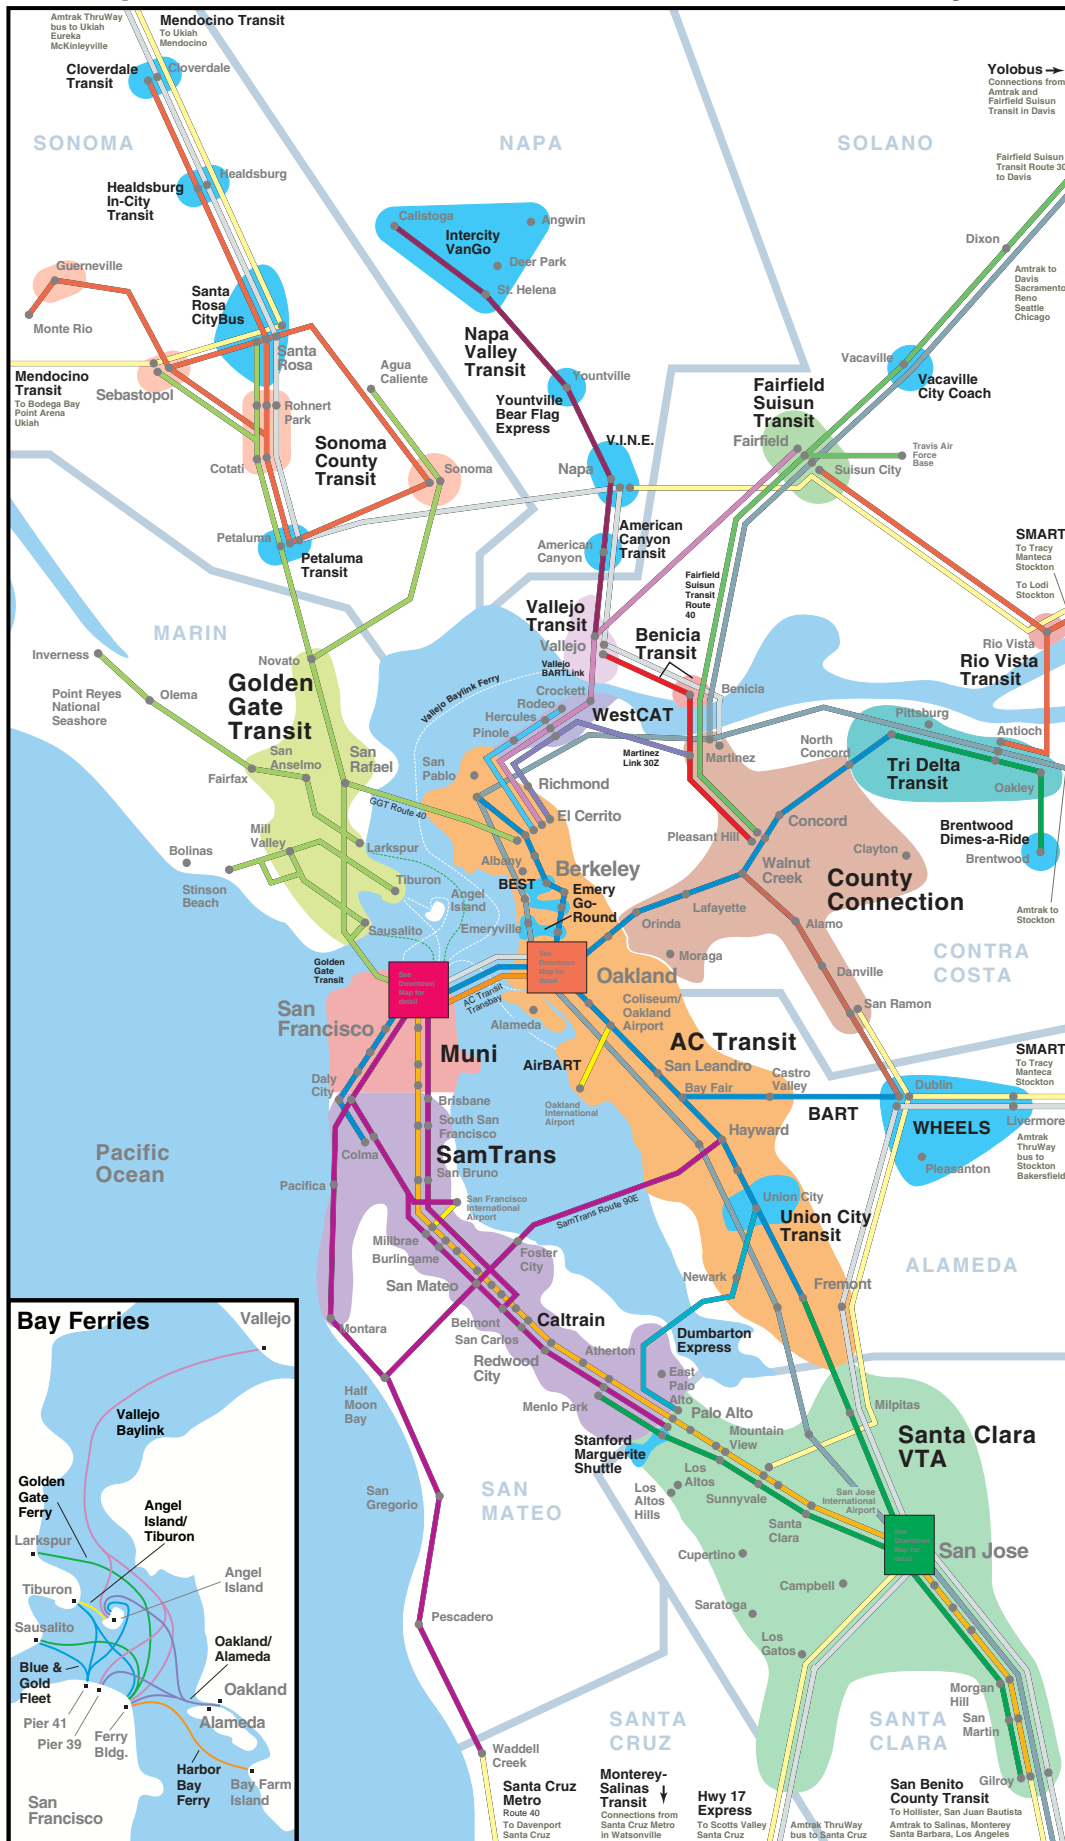 Amtrak ThruWay
bus to Ukiah
Eureka
McKinleyville
Mendocino Transit
To Ukiah
Mendocino
Cloverdale
Transit
Cloverdale
Yolobus
Connections from
Amtrak and
Fairfield Suisun
Transit in Davis
SONOMA
NAPA
SOLANO
Fairfield Suisun
Transit Route 30
to Davis
Healdsburg
In-City
Transit
Healdsburg
Calistoga
Angwin
Intercity
VanGo
Deer Park
St. Helena
Dixon
Guerneville
Monte Rio
Santa
Rosa
CityBus
Amtrak to
Davis
Sacramento
Reno
Seattle
Chicago
Santa
Rosa
Agua
Caliente
Napa
Valley
Transit
Yountville
Yountville
Bear Flag
Express
Vacaville
Vacaville
City Coach
Mendocino
Transit
To Bodega Bay
Point Arena
Ukiah
Sebastopol
Rohnert
Park
Sonoma
County
Transit
Cotati
Sonoma
V.I.N.E.
Napa
Fairfield
Suisun
Transit
Fairfield
Suisun City
Travis Air
Force
Base
Petaluma
Petaluma
Transit
American
Canyon
American
Canyon
Transit
SMART
To Tracy
Manteca
Stockton
To Lodi
Stockton
Fairfield
Suisun
Transit
Route
40
MARIN
Vallejo
Transit
Vallejo
Benicia
Transit
Vallejo
BARTLink
Benicia
Rio Vista
Rio Vista
Transit
Inverness
Olema
Point Reyes
National
Seashore
Novato
Golden
Gate
Transit
Vallejo Baylink Ferry
Crockett
Rodeo
Hercules
Pinole
WestCAT
Martinez
Link 30Z
Martinez
Pittsburg
North
Concord
Antioch
Tri Delta
Transit
Oakley
San
Anselmo
Fairfax
San
Rafael
San
Pablo
Richmond
El Cerrito
GGT Route 40
Mill
Valley
Larkspur
Bolinas
Stinson
Beach
Tiburon
Angel
Island
Sausalito
Albany
BEST
Berkeley
Emery
Go-
Round
Emeryville
Pleasant Hill
Concord
Walnut
Creek
Clayton
Brentwood
Dimes-a-Ride
Brentwood
County
Connection
Lafayette
Orinda
Moraga
Alamo
Danville
San Ramon
Amtrak to
Stockton
CONTRA
COSTA
Golden
Gate
Transit
See
Downtown
Map for
detail
See
Downtown
Map for
detail
AC Transit
Transbay
Oakland
Coliseum/
Oakland
Airport
San
Francisco
Muni
Alameda
AirBART
Oakland
International
Airport
AC Transit
San Leandro
Bay Fair
Castro
Valley
BART
Dublin
WHEELS
Pleasanton
Livermore
SMART
To Tracy
Manteca
Stockton
Amtrak
ThruWay
bus to
Stockton
Bakersfield
Daly
City
Brisbane
South San
Francisco
Colma
SamTrans
San Bruno
Pacific
Ocean
Pacifica
San Francisco
International
Airport
SamTrans Route 90E
Hayward
Union City
Union City
Transit
Millbrae
Burlingame
San Mateo
Foster
City
Newark
Fremont
ALAMEDA
Montara
Belmont
San Carlos
Caltrain
Redwood
City
Atherton
Dumbarton
Express
Half
Moon
Bay
Menlo Park
East
Palo
Alto
Palo Alto
Milpitas
Stanford
Marguerite
Shuttle
Mountain
View
Santa Clara
VTA
San
Gregorio
SAN
MATEO
Los
Altos
Los
Altos
Hills
Sunnyvale
Santa
Clara
San Jose
International
Airport
See
Downtown
Map for
detail
San Jose
Cupertino
Campbell
Saratoga
Los
Gatos
Pescadero
Morgan
Hill
San
Martin
Gilroy
SANTA
CRUZ
SANTA
CLARA
Waddell
Creek
Santa Cruz
Metro
Route 40
To Davenport
Santa Cruz
Monterey-
Salinas
Transit
Connections from
Santa Cruz Metro
in Watsonville
Hwy 17
Express
To Scotts Valley
Santa Cruz
Amtrak ThruWay
bus to Santa Cruz
San Benito
County Transit
To Hollister, San Juan Bautista
Amtrak to Salinas, Monterey
Santa Barbara, Los Angeles
Bay Ferries
Vallejo
Vallejo
Baylink
Golden
Gate
Ferry
Angel
Island/
Tiburon
Larkspur
Angel
Island
Tiburon
Sausalito
Oakland/
Alameda
Blue &
Gold
Fleet
Oakland
Alameda
Pier 41
Pier 39
Ferry
Bldg.
Harbor
Bay
Ferry
Bay Farm
Island
San
Francisco